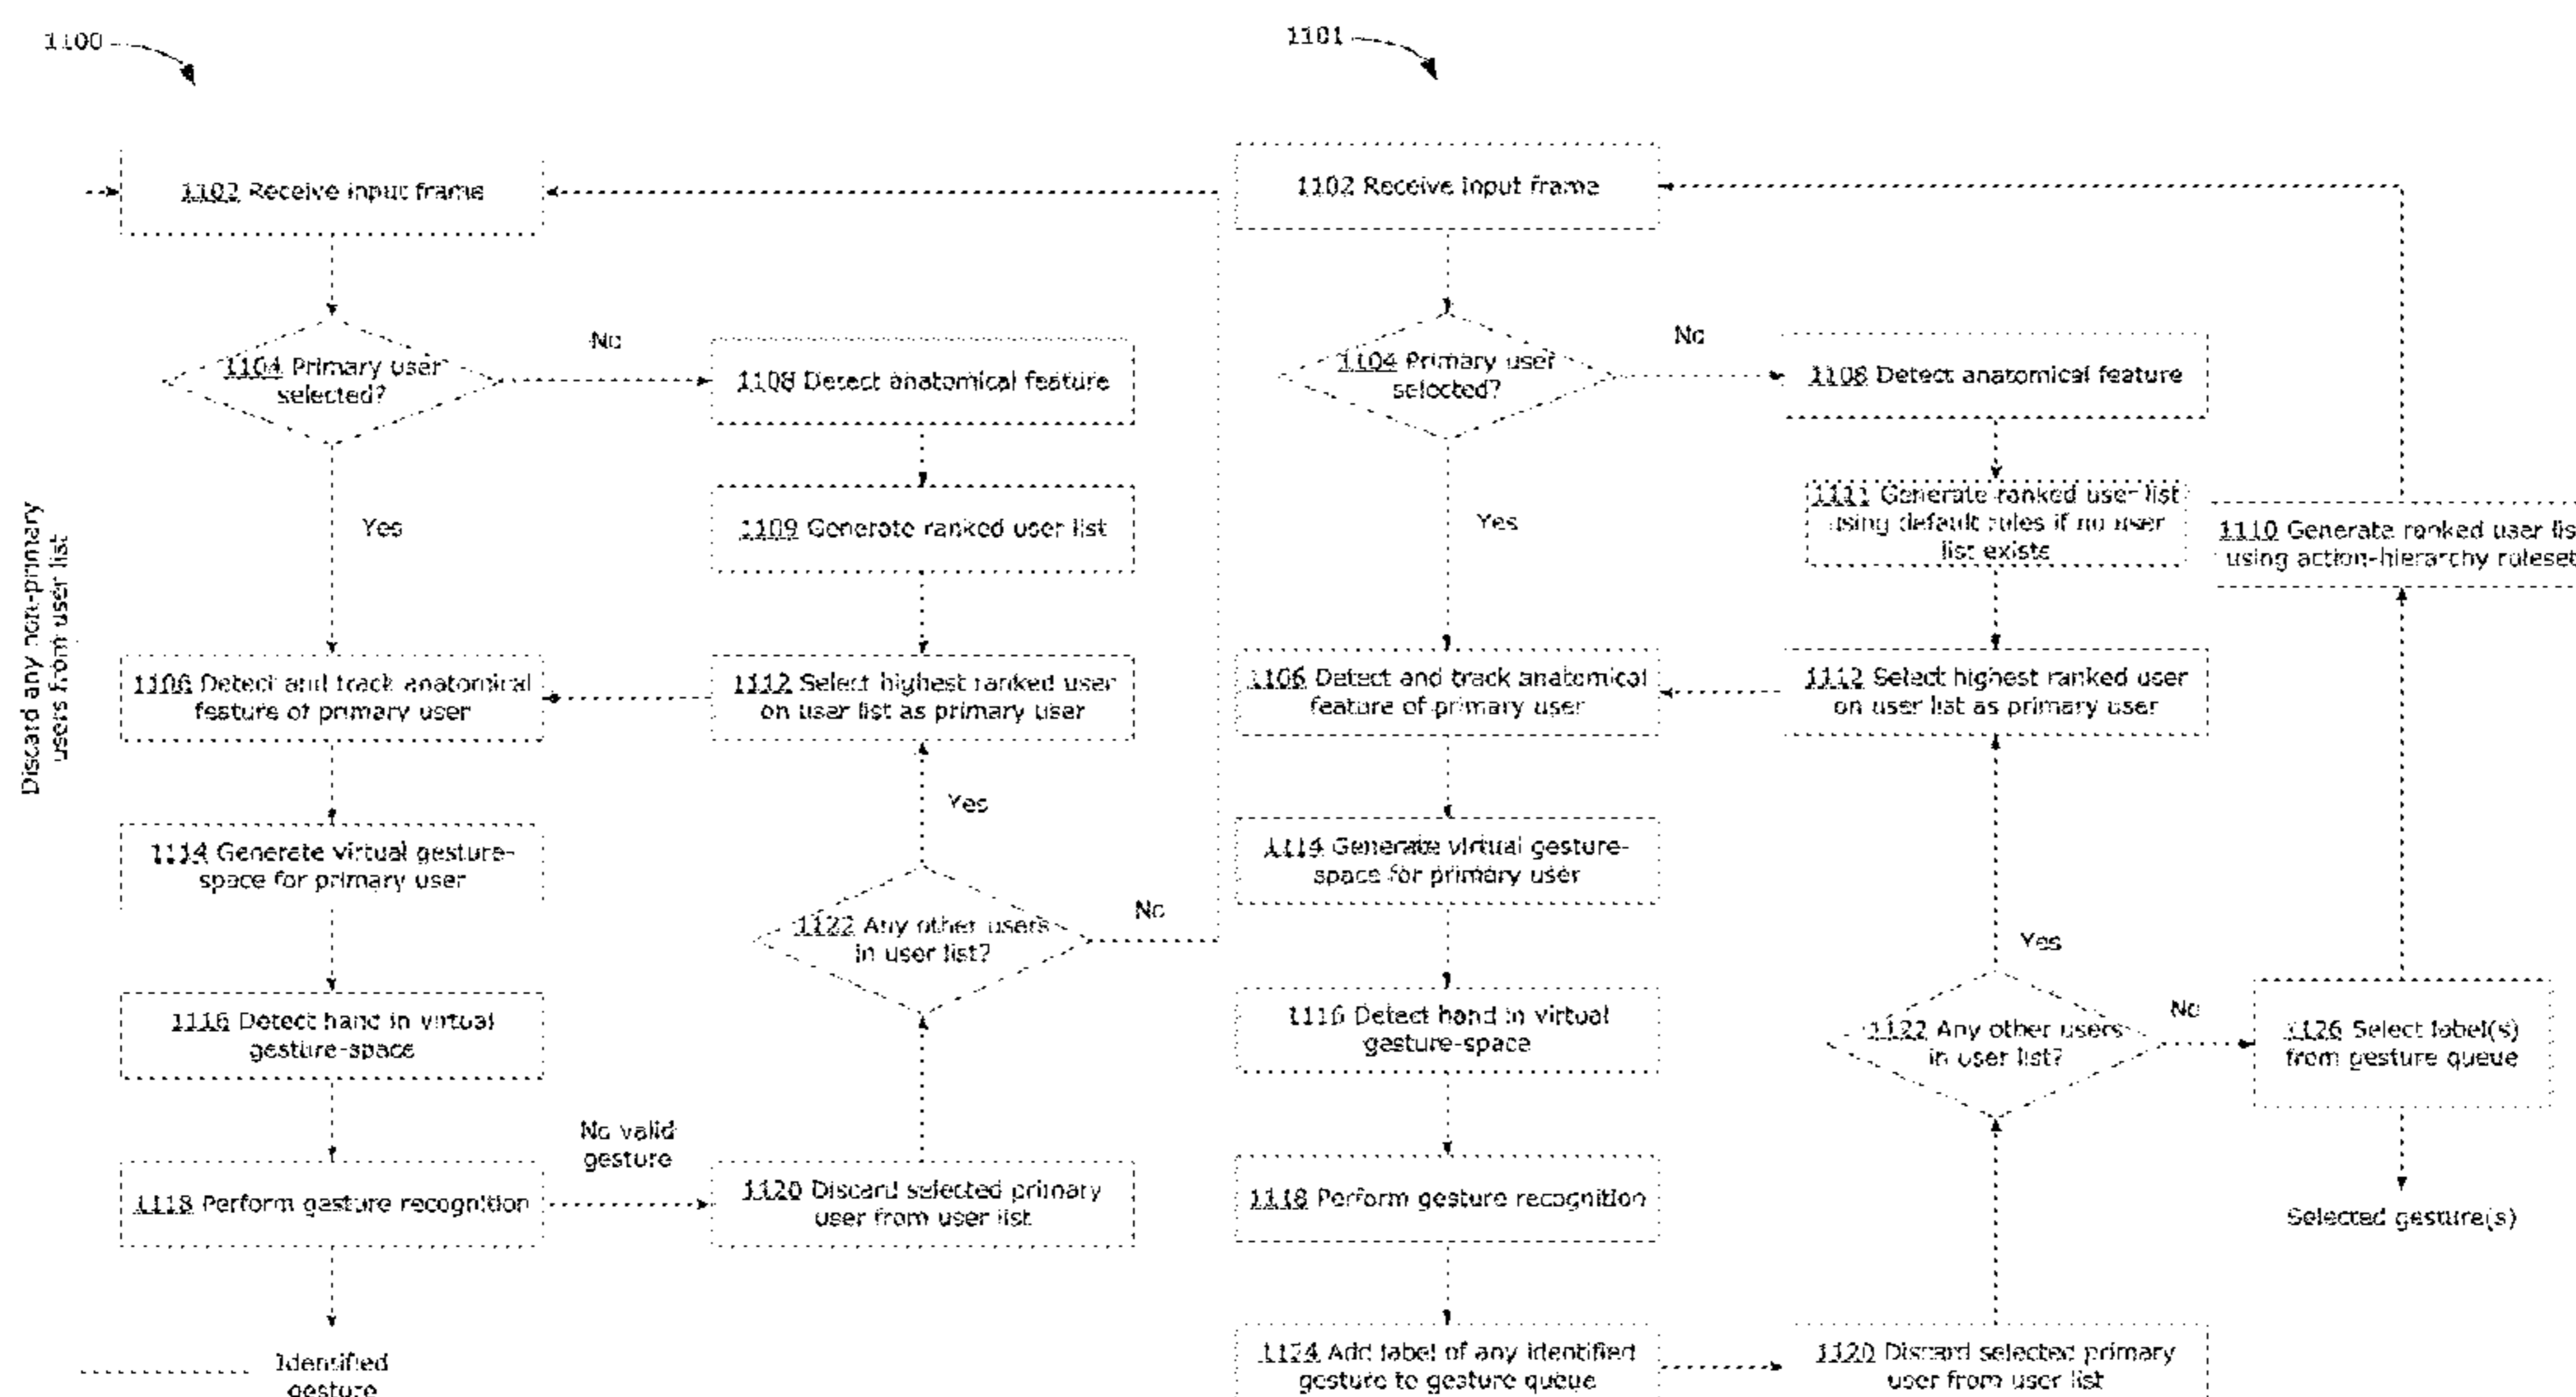 1100
1102 Receive input frame
1104 Primary user
selected?
No
1108 Detect anatomical feature
1109 Generate ranked user list
Yes
Discard any non-primary
users from user list
1106 Detect and track anatomical
feature of primary user
1112 Select highest ranked user
on user list as primary user
Yes
1114 Generate virtual gesture-
space for primary user
1122 Any other users
in user list?
No
1116 Detect hand in virtual
gesture-space
No valid
gesture
1118 Perform gesture recognition
1120 Discard selected primary
user from user list
Identified
gesture
1101
1102 Receive input frame
1104 Primary user
selected?
No
1108 Detect anatomical feature
1111 Generate ranked user list
using default rules if no user
list exists
1110 Generate ranked user lis
using action-hierarchy rulese
Yes
1106 Detect and track anatomical
feature of primary user
1112 Select highest ranked user
on user list as primary user
1114 Generate virtual gesture-
space for primary user
Yes
1116 Detect hand in virtual
gesture-space
1122 Any other users
in user list?
No
1126 Select label(s)
from gesture queue
1118 Perform gesture recognition
Selected gesture(s)
1124 Add label of any identified
gesture to gesture queue
1120 Discard selected primary
user from user list